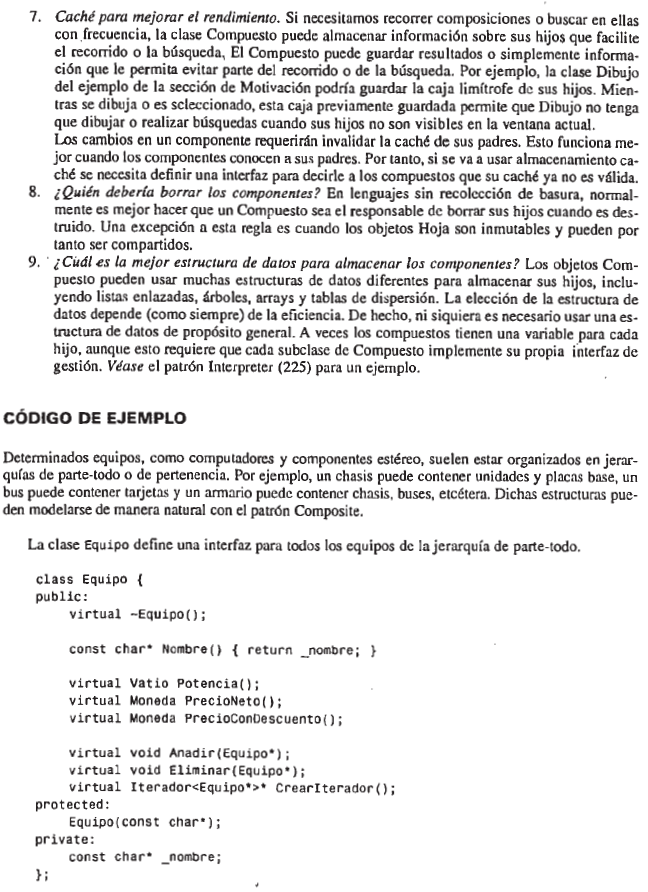 7. Caché para mejorar el rendimiento. Si necesitamos recorrer composiciones o buscar en ellas
con frecuencia, la clase Compuesto puede almacenar información sobre sus hijos que facilite
el recorrido o la búsqueda, El Compuesto puede guardar resultados o simplemente informa-
ción que le permita evitar parte del recorrido o de la búsqueda. Por ejemplo, la clase Dibujo
del ejemplo de la sección de Motivación podría guardar la caja limítrofe de sus hijos. Mien-
tras se dibuja o es seleccionado, esta caja previamente guardada permite que Dibujo no tenga
que dibujar o realizar búsquedas cuando sus hijos no son visibles en la ventana actual.
Los cambios en un componente requerirán invalidar la caché de sus padres. Esto funciona me-
jor cuando los componentes conocen a sus padres. Por tanto, si se va a usar almacenamiento ca-
ché se necesita definir una interfaz para decirle a los compuestos que su caché ya no es válida.
8. ¿Quién debería borrar los componentes? En lenguajes sin recolección de basura, normal-
mente es mejor hacer que un Compuesto sea el responsable de borrar sus hijos cuando es des-
truido. Una excepción a esta regla es cuando los objetos Hoja son inmutables y pueden por
tanto ser compartidos.
9. ¿Cuál es la mejor estructura de datos para almacenar los componentes? Los objetos Com-
puesto pueden usar muchas estructuras de datos diferentes para almacenar sus hijos, inclu-
yendo listas enlazadas, árboles, arrays y tablas de dispersión. La elección de la estructura de
datos depende (como siempre) de la eficiencia. De hecho, ni siquiera es necesario usar una es-
tructura de datos de propósito general. A veces los compuestos tienen una variable para cada
hijo, aunque esto requiere que cada subclase de Compuesto implemente su propia interfaz de
gestión. Véase el patrón Interpreter (225) para un ejemplo.
CÓDIGO DE EJEMPLO
Determinados equipos, como computadores y componentes estéreo, suelen estar organizados en jerar-
quías de parte-todo o de pertenencia. Por ejemplo, un chasis puede contener unidades y placas base, un
bus puede contener tarjetas y un armario puede contener chasis, buses, etcétera. Dichas estructuras pue-
den modelarse de manera natural con el patrón Composite.
La clase Equipo define una interfaz para todos los equipos de la jerarquía de parte-todo.
class Equipo {
public:
virtual ~Equipo();
const char* Nombre() { return _nombre; }
virtual Vatio Potencia();
virtual Moneda PrecioNeto();
virtual Moneda PrecioConDescuento();
virtual void Anadir(Equipo*);
virtual void Eliminar(Equipo*);
virtual Iterador<Equipo*>* CrearIterador();
protected:
Equipo(const char*);
private:
const char* _nombre;
};